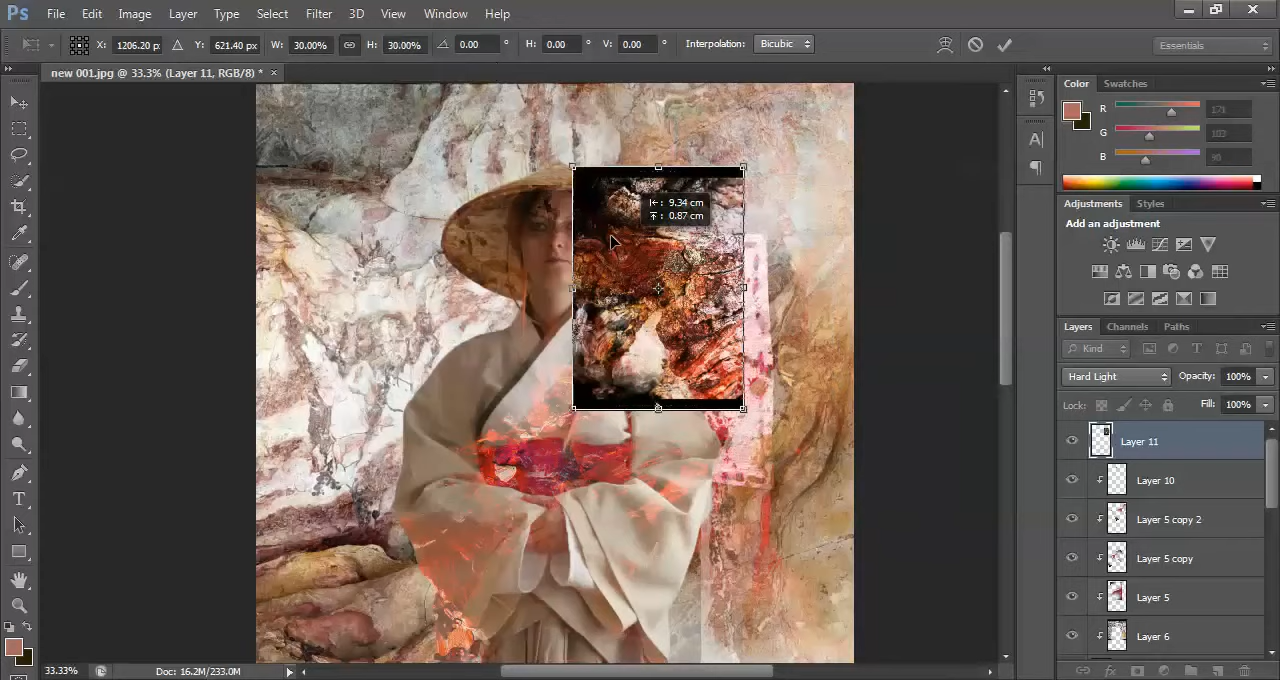 Ps File Edit Image Layer Type Select Filter 3D View Window Help
X: 1206.20 p: Y: 621.40 px W: 30.00% H: 30.00% 0.00 ° H: 0.00 ° V: 0.00 ° Interpolation: Bicubic Essentials
new 001.jpg @ 33.3% (Layer 11, RGB/8) * ×
Color Swatches
R 171
G 103
B 90
Adjustments Styles
Add an adjustment
9.34 cm
0.87 cm
Layers Channels Paths
Kind
Hard Light Opacity: 100%
Lock: Fill: 100%
Layer 11
Layer 10
Layer 5 copy 2
Layer 5 copy
Layer 5
Layer 6
33.33% Doc: 16.2M/233.0M